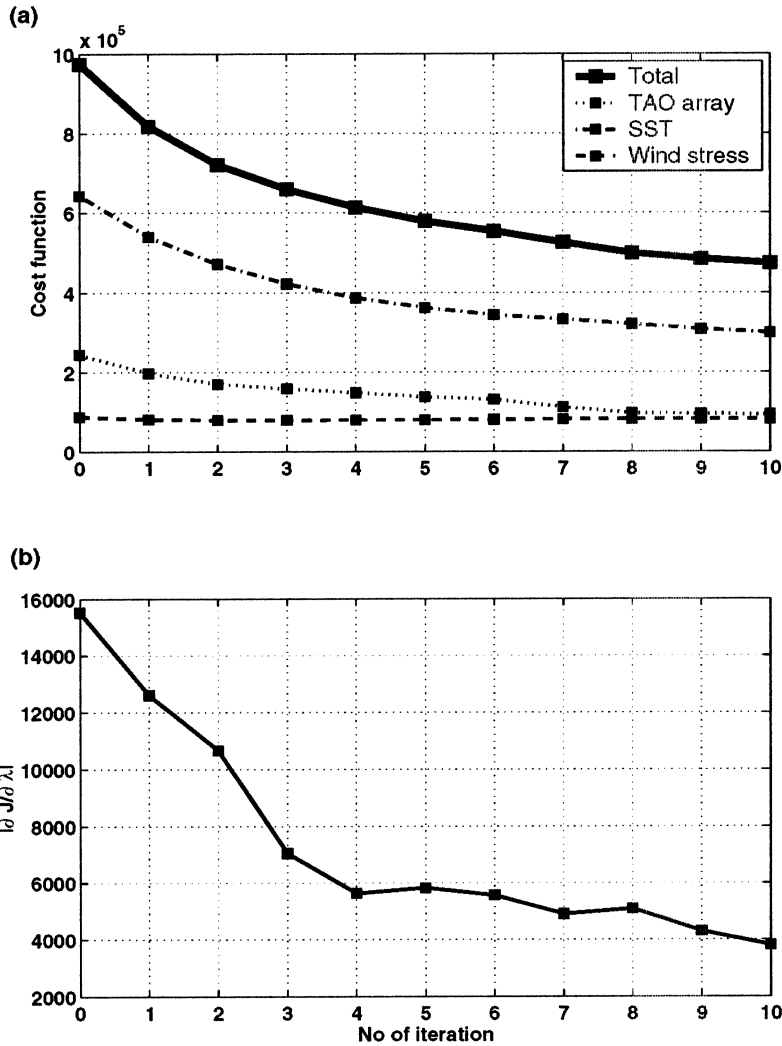 (a)
x 10⁵
10
8
6
4
2
0
Cost function
Total
TAO array
SST
Wind stress
0 1 2 3 4 5 6 7 8 9 10
(b)
16000
14000
12000
10000
8000
6000
4000
2000
|∂ J/∂ λ|
0 1 2 3 4 5 6 7 8 9 10
No of iteration